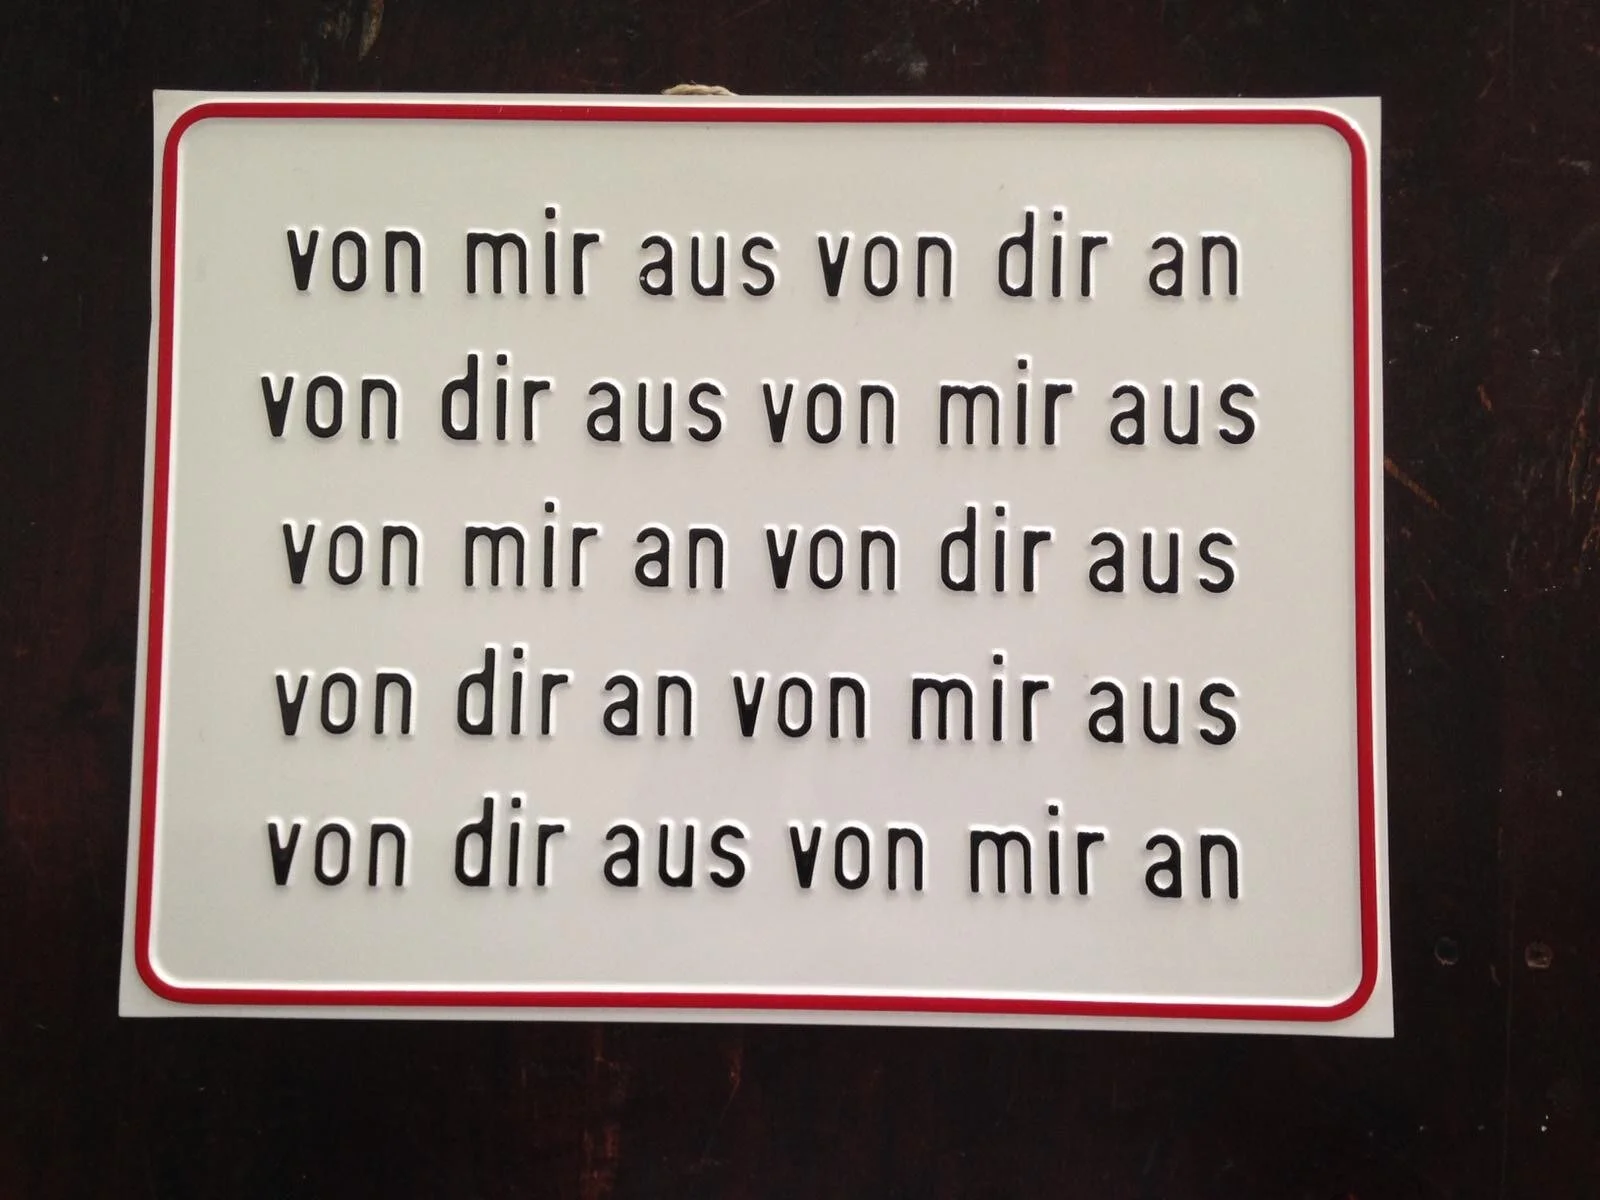 von mir aus von dir an
von dir aus von mir aus
von mir an von dir aus
von dir an von mir aus
von dir aus von mir an